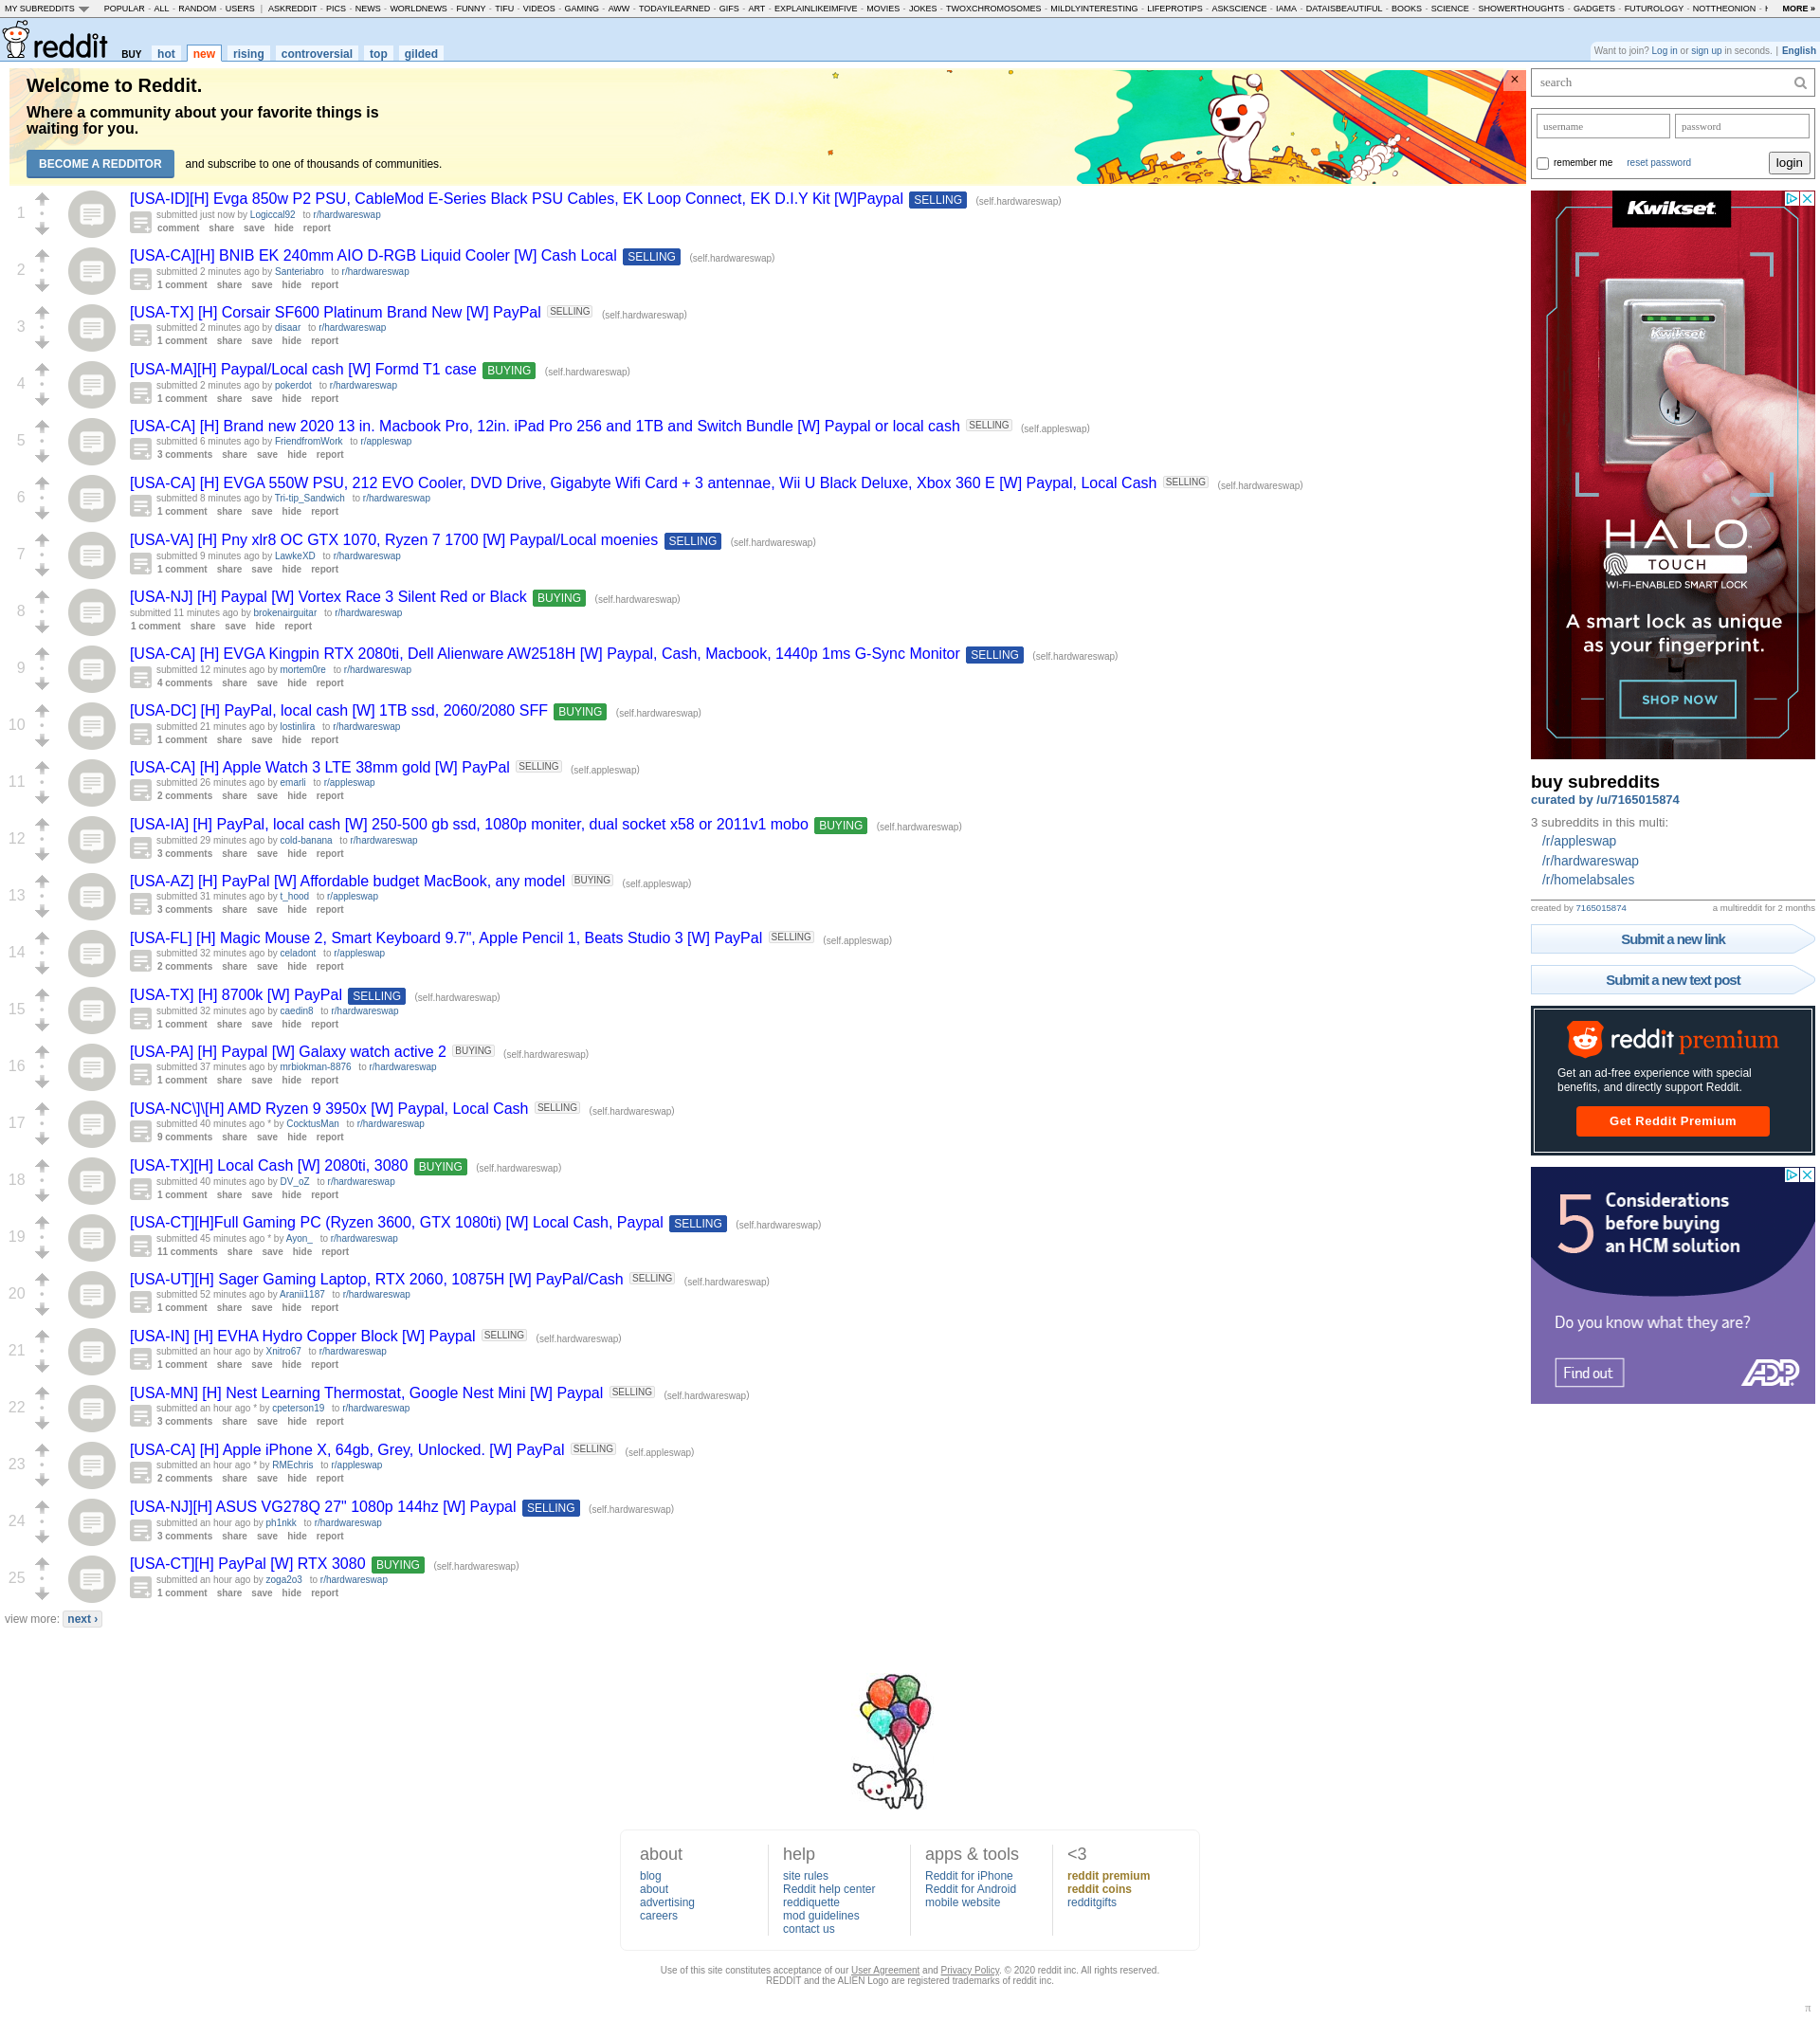 MY SUBREDDITS POPULAR - ALL - RANDOM - USERS | ASKREDDIT - PICS - NEWS - WORLDNEWS - FUNNY - TIFU - VIDEOS - GAMING - AWW - TODAYILEARNED - GIFS - ART - EXPLAINLIKEIMFIVE - MOVIES - JOKES - TWOXCHROMOSOMES - MILDLYINTERESTING - LIFEPROTIPS - ASKSCIENCE - IAMA - DATAISBEAUTIFUL - BOOKS - SCIENCE - SHOWERTHOUGHTS - GADGETS - FUTUROLOGY - NOTTHEONION - MORE »
reddit BUY hot new rising controversial top gilded
Want to join? Log in or sign up in seconds. | English
Welcome to Reddit.
Where a community about your favorite things is
waiting for you.
BECOME A REDDITOR and subscribe to one of thousands of communities.
×
1
[USA-ID][H] Evga 850w P2 PSU, CableMod E-Series Black PSU Cables, EK Loop Connect, EK D.I.Y Kit [W]Paypal SELLING (self.hardwareswap)
submitted just now by Logiccal92 to r/hardwareswap
comment share save hide report
2
[USA-CA][H] BNIB EK 240mm AIO D-RGB Liquid Cooler [W] Cash Local SELLING (self.hardwareswap)
submitted 2 minutes ago by Santeriabro to r/hardwareswap
1 comment share save hide report
3
[USA-TX] [H] Corsair SF600 Platinum Brand New [W] PayPal SELLING (self.hardwareswap)
submitted 2 minutes ago by disaar to r/hardwareswap
1 comment share save hide report
4
[USA-MA][H] Paypal/Local cash [W] Formd T1 case BUYING (self.hardwareswap)
submitted 2 minutes ago by pokerdot to r/hardwareswap
1 comment share save hide report
5
[USA-CA] [H] Brand new 2020 13 in. Macbook Pro, 12in. iPad Pro 256 and 1TB and Switch Bundle [W] Paypal or local cash SELLING (self.appleswap)
submitted 6 minutes ago by FriendfromWork to r/appleswap
3 comments share save hide report
6
[USA-CA] [H] EVGA 550W PSU, 212 EVO Cooler, DVD Drive, Gigabyte Wifi Card + 3 antennae, Wii U Black Deluxe, Xbox 360 E [W] Paypal, Local Cash SELLING (self.hardwareswap)
submitted 8 minutes ago by Tri-tip_Sandwich to r/hardwareswap
1 comment share save hide report
7
[USA-VA] [H] Pny xlr8 OC GTX 1070, Ryzen 7 1700 [W] Paypal/Local moenies SELLING (self.hardwareswap)
submitted 9 minutes ago by LawkeXD to r/hardwareswap
1 comment share save hide report
8
[USA-NJ] [H] Paypal [W] Vortex Race 3 Silent Red or Black BUYING (self.hardwareswap)
submitted 11 minutes ago by brokenairguitar to r/hardwareswap
1 comment share save hide report
9
[USA-CA] [H] EVGA Kingpin RTX 2080ti, Dell Alienware AW2518H [W] Paypal, Cash, Macbook, 1440p 1ms G-Sync Monitor SELLING (self.hardwareswap)
submitted 12 minutes ago by mortem0re to r/hardwareswap
4 comments share save hide report
10
[USA-DC] [H] PayPal, local cash [W] 1TB ssd, 2060/2080 SFF BUYING (self.hardwareswap)
submitted 21 minutes ago by lostinlira to r/hardwareswap
1 comment share save hide report
11
[USA-CA] [H] Apple Watch 3 LTE 38mm gold [W] PayPal SELLING (self.appleswap)
submitted 26 minutes ago by emarli to r/appleswap
2 comments share save hide report
12
[USA-IA] [H] PayPal, local cash [W] 250-500 gb ssd, 1080p moniter, dual socket x58 or 2011v1 mobo BUYING (self.hardwareswap)
submitted 29 minutes ago by cold-banana to r/hardwareswap
3 comments share save hide report
13
[USA-AZ] [H] PayPal [W] Affordable budget MacBook, any model BUYING (self.appleswap)
submitted 31 minutes ago by t_hood to r/appleswap
3 comments share save hide report
14
[USA-FL] [H] Magic Mouse 2, Smart Keyboard 9.7", Apple Pencil 1, Beats Studio 3 [W] PayPal SELLING (self.appleswap)
submitted 32 minutes ago by celadont to r/appleswap
2 comments share save hide report
15
[USA-TX] [H] 8700k [W] PayPal SELLING (self.hardwareswap)
submitted 32 minutes ago by caedin8 to r/hardwareswap
1 comment share save hide report
16
[USA-PA] [H] Paypal [W] Galaxy watch active 2 BUYING (self.hardwareswap)
submitted 37 minutes ago by mrbiokman-8876 to r/hardwareswap
1 comment share save hide report
17
[USA-NC\]\[H] AMD Ryzen 9 3950x [W] Paypal, Local Cash SELLING (self.hardwareswap)
submitted 40 minutes ago * by CocktusMan to r/hardwareswap
9 comments share save hide report
18
[USA-TX][H] Local Cash [W] 2080ti, 3080 BUYING (self.hardwareswap)
submitted 40 minutes ago by DV_oZ to r/hardwareswap
1 comment share save hide report
19
[USA-CT][H]Full Gaming PC (Ryzen 3600, GTX 1080ti) [W] Local Cash, Paypal SELLING (self.hardwareswap)
submitted 45 minutes ago * by Ayon_ to r/hardwareswap
11 comments share save hide report
20
[USA-UT][H] Sager Gaming Laptop, RTX 2060, 10875H [W] PayPal/Cash SELLING (self.hardwareswap)
submitted 52 minutes ago by Aranii1187 to r/hardwareswap
1 comment share save hide report
21
[USA-IN] [H] EVHA Hydro Copper Block [W] Paypal SELLING (self.hardwareswap)
submitted an hour ago by Xnitro67 to r/hardwareswap
1 comment share save hide report
22
[USA-MN] [H] Nest Learning Thermostat, Google Nest Mini [W] Paypal SELLING (self.hardwareswap)
submitted an hour ago * by cpeterson19 to r/hardwareswap
3 comments share save hide report
23
[USA-CA] [H] Apple iPhone X, 64gb, Grey, Unlocked. [W] PayPal SELLING (self.appleswap)
submitted an hour ago * by RMEchris to r/appleswap
2 comments share save hide report
24
[USA-NJ][H] ASUS VG278Q 27" 1080p 144hz [W] Paypal SELLING (self.hardwareswap)
submitted an hour ago by ph1nkk to r/hardwareswap
3 comments share save hide report
25
[USA-CT][H] PayPal [W] RTX 3080 BUYING (self.hardwareswap)
submitted an hour ago by zoga2o3 to r/hardwareswap
1 comment share save hide report
view more: next ›
search
username password
remember me reset password login
Kwikset
Kwikset
HALO
TOUCH
WI-FI-ENABLED SMART LOCK
A smart lock as unique
as your fingerprint.
SHOP NOW
buy subreddits
curated by /u/7165015874
3 subreddits in this multi:
/r/appleswap
/r/hardwareswap
/r/homelabsales
created by 7165015874 a multireddit for 2 months
Submit a new link
Submit a new text post
reddit premium
Get an ad-free experience with special
benefits, and directly support Reddit.
Get Reddit Premium
5 Considerations
before buying
an HCM solution
Do you know what they are?
Find out ADP
about
blog
about
advertising
careers
help
site rules
Reddit help center
reddiquette
mod guidelines
contact us
apps & tools
Reddit for iPhone
Reddit for Android
mobile website
<3
reddit premium
reddit coins
redditgifts
Use of this site constitutes acceptance of our User Agreement and Privacy Policy. © 2020 reddit inc. All rights reserved.
REDDIT and the ALIEN Logo are registered trademarks of reddit inc.
π